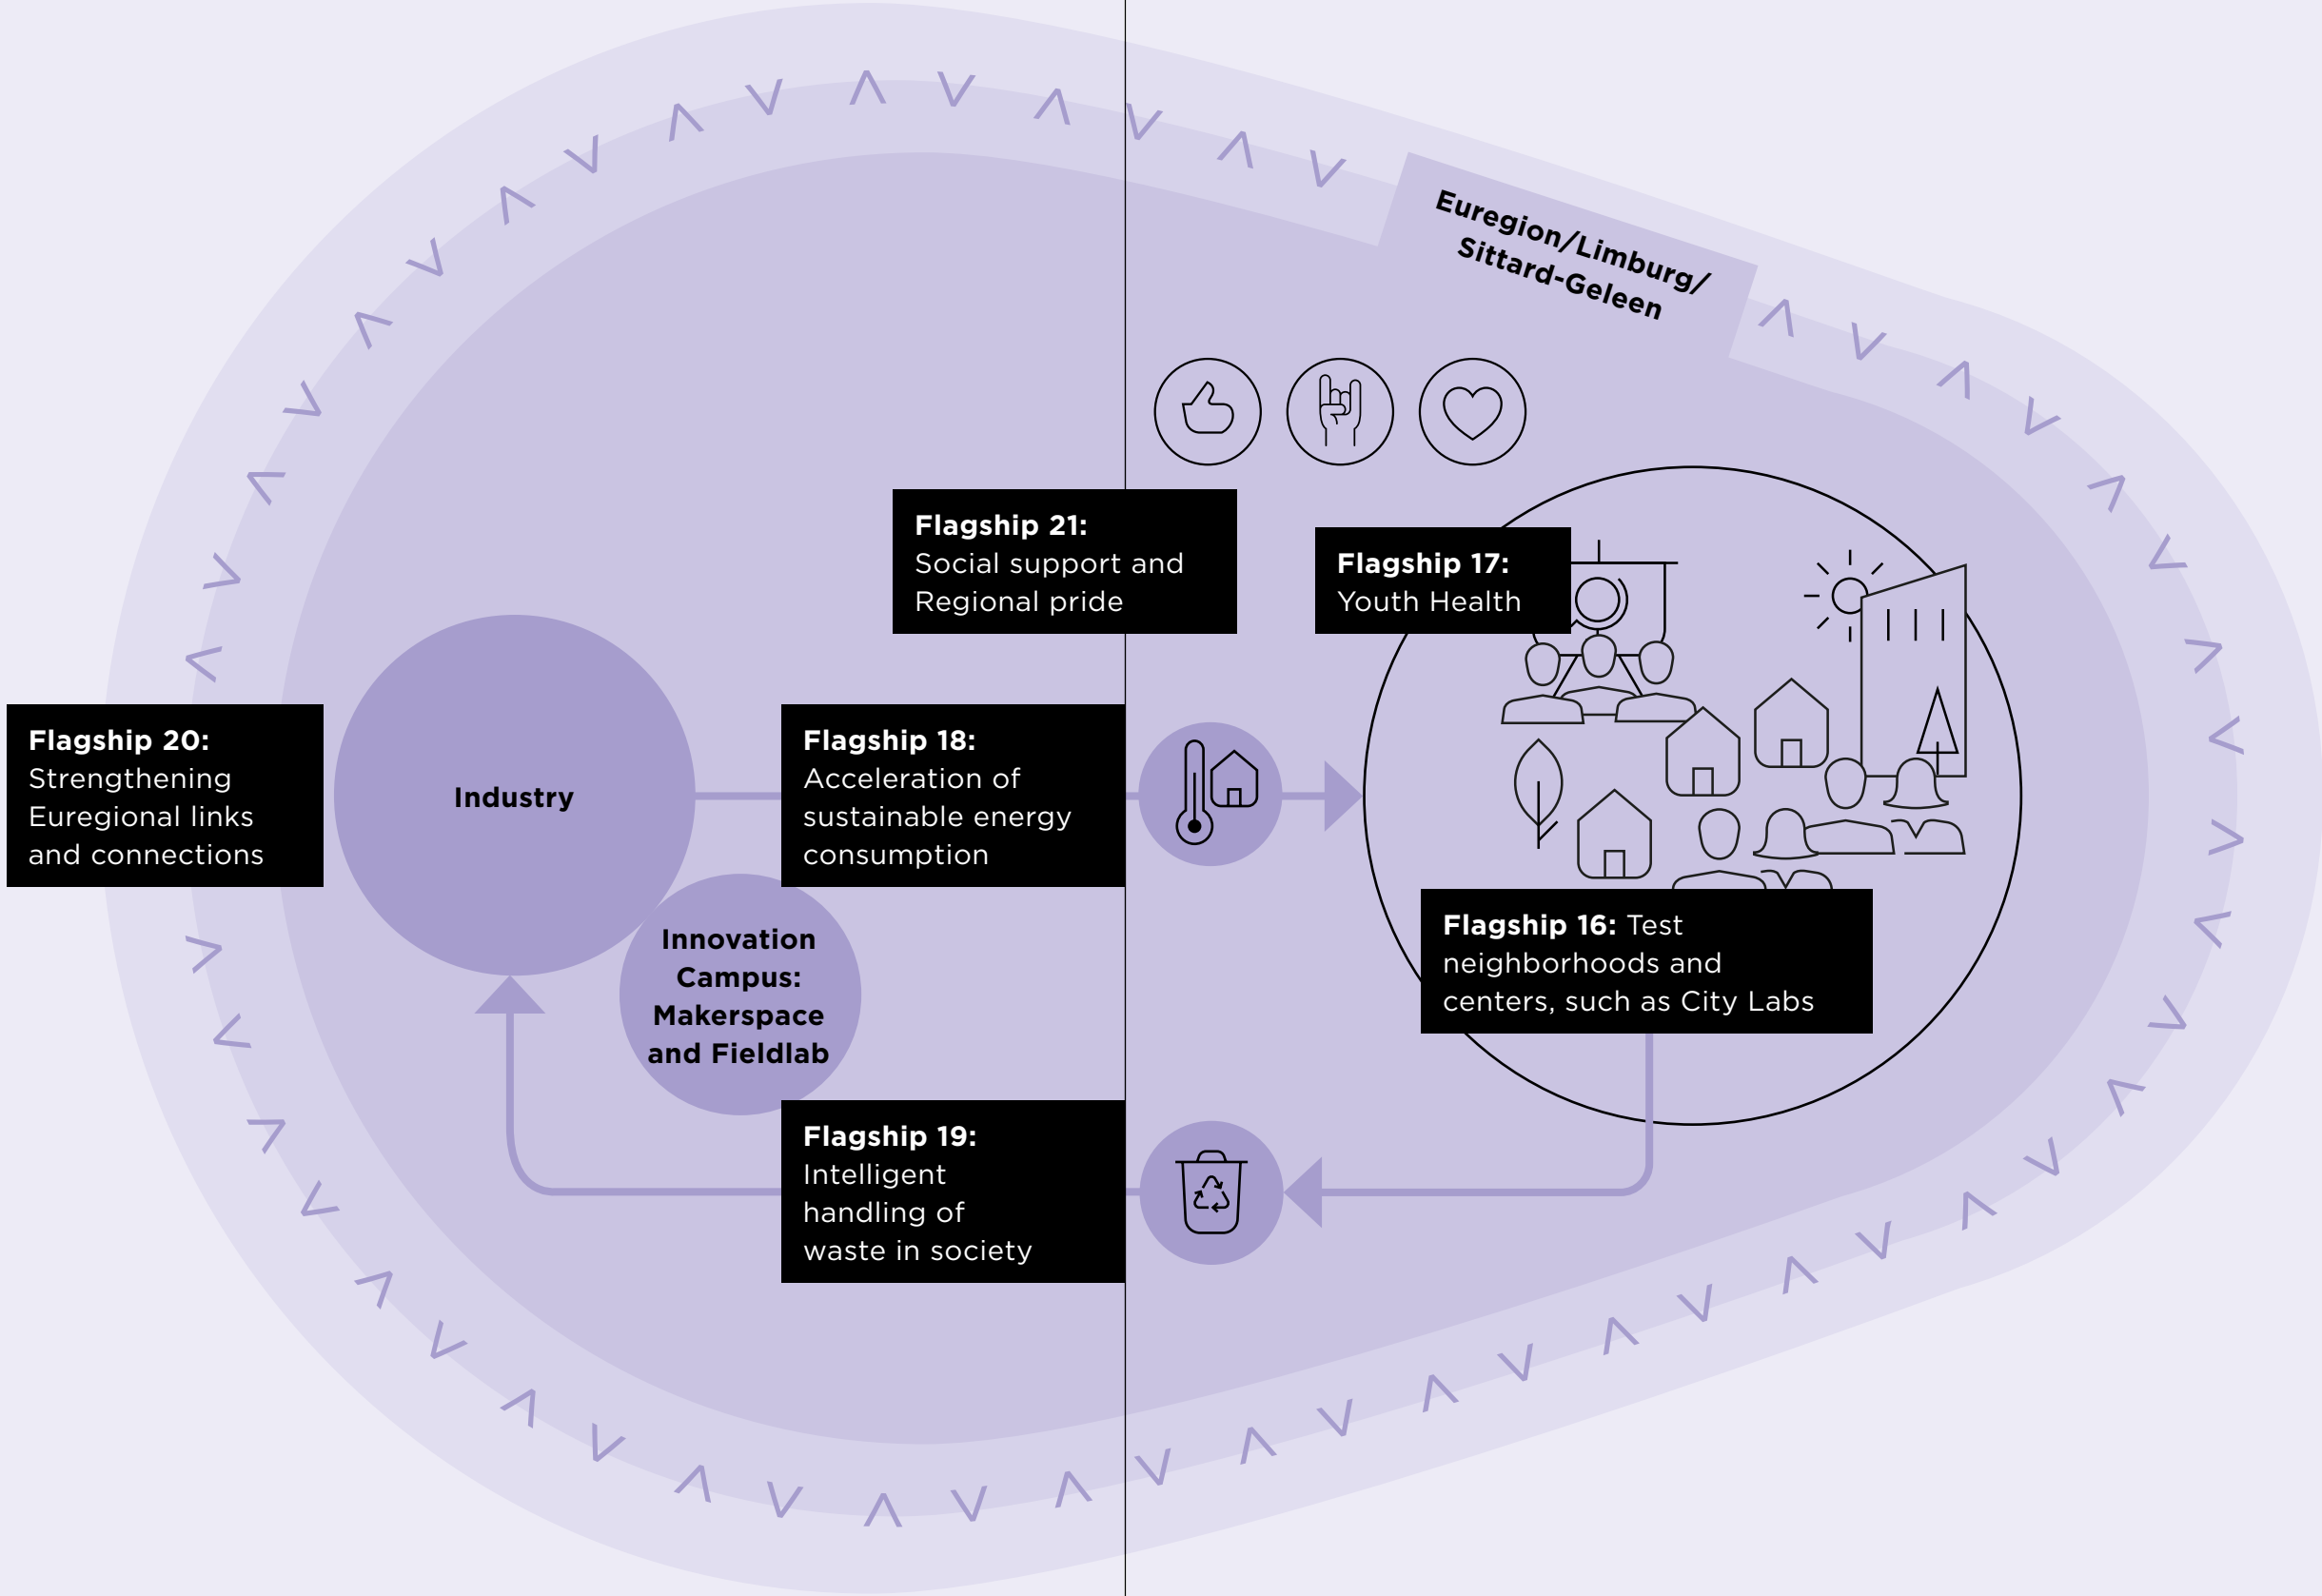 Euregion/Limburg/
Sittard-Geleen
Flagship 21:
Social support and
Regional pride
Flagship 17:
Youth Health
Flagship 20:
Strengthening
Euregional links
and connections
Industry
Flagship 18:
Acceleration of
sustainable energy
consumption
Innovation
Campus:
Makerspace
and Fieldlab
Flagship 16: Test
neighborhoods and
centers, such as City Labs
Flagship 19:
Intelligent
handling of
waste in society